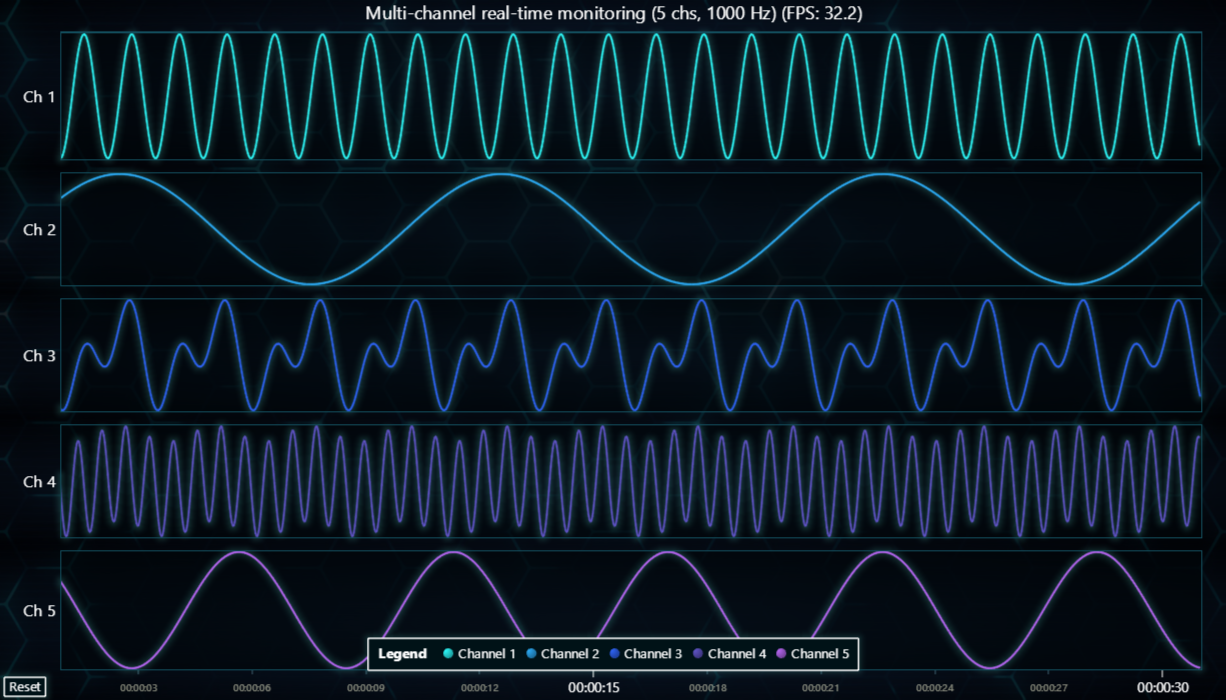 Multi-channel real-time monitoring (5 chs, 1000 Hz) (FPS: 32.2)
Ch 1
Ch 2
Ch 3
Ch 4
Ch 5
Legend Channel 1 Channel 2 Channel 3 Channel 4 Channel 5
Reset 00:00:03 00:00:06 00:00:09 00:00:12 00:00:15 00:00:18 00:00:21 00:00:24 00:00:27 00:00:30